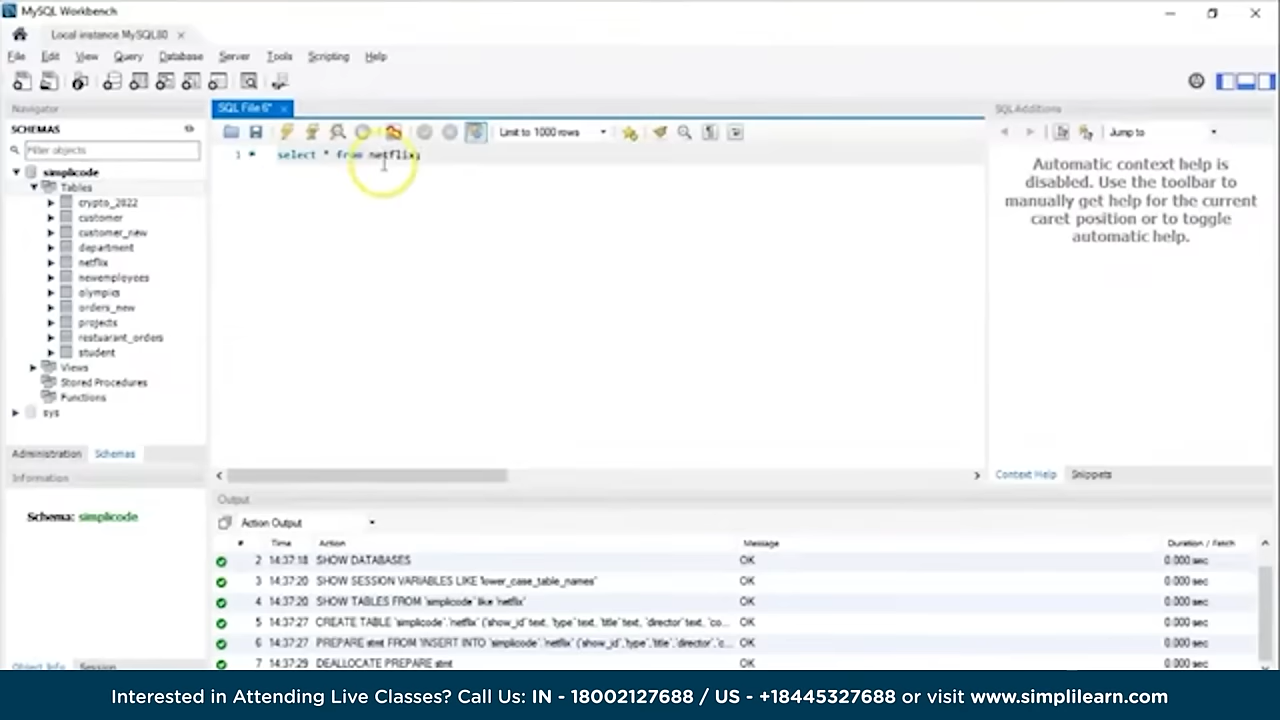 MySQL Workbench
Local instance MySQL80 ×
File Edit View Query Database Server Tools Scripting Help
Navigator
SCHEMAS
Filter objects
simplicode
Tables
crypto_2022
customer
customer_new
department
netflix
newemployees
olympics
orders_new
projects
restuarant_orders
student
Views
Stored Procedures
Functions
sys
Administration Schemas
Information
Schema: simplicode
Object Info Session
SQL File 6* ×
Limit to 1000 rows
1 select * from netflix;
SQLAdditions
Jump to
Automatic context help is
disabled. Use the toolbar to
manually get help for the current
caret position or to toggle
automatic help.
Context Help Snippets
Output
Action Output
# Time Action Message Duration / Fetch
2 14:37:18 SHOW DATABASES OK 0.000 sec
3 14:37:20 SHOW SESSION VARIABLES LIKE 'lower_case_table_names' OK 0.000 sec
4 14:37:20 SHOW TABLES FROM `simplicode` like 'netflix' OK 0.000 sec
5 14:37:27 CREATE TABLE `simplicode`.`netflix` (`show_id` text, `type` text, `title` text, `director` text, `co... OK 0.000 sec
6 14:37:27 PREPARE stmt FROM 'INSERT INTO `simplicode`.`netflix` (`show_id`,`type`,`title`,`director`,`c... OK 0.000 sec
7 14:37:29 DEALLOCATE PREPARE stmt OK 0.000 sec
Interested in Attending Live Classes? Call Us: IN - 18002127688 / US - +18445327688 or visit www.simplilearn.com